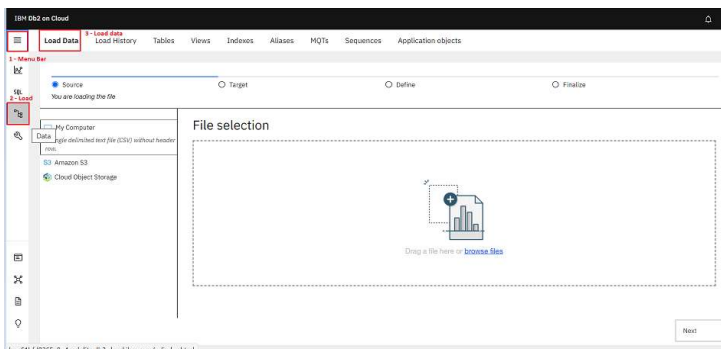 IBM Db2 on Cloud
Load Data
3 - Load data
Load History
Tables
Views
Indexes
Aliases
MQTs
Sequences
Application objects
1 - Menu Bar
SQL
2 - Load
Source
Target
Define
Finalize
You are loading the file
My Computer
Data
single delimited text file (CSV) without header
rows.
S3 Amazon S3
Cloud Object Storage
File selection
Drag a file here or browse files
Next